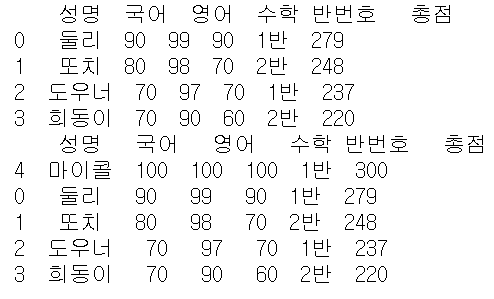 성명 국어 영어 수학 반번호 총점
0 둘리 90 99 90 1반 279
1 또치 80 98 70 2반 248
2 도우너 70 97 70 1반 237
3 희동이 70 90 60 2반 220
성명 국어 영어 수학 반번호 총점
4 마이콜 100 100 100 1반 300
0 둘리 90 99 90 1반 279
1 또치 80 98 70 2반 248
2 도우너 70 97 70 1반 237
3 희동이 70 90 60 2반 220